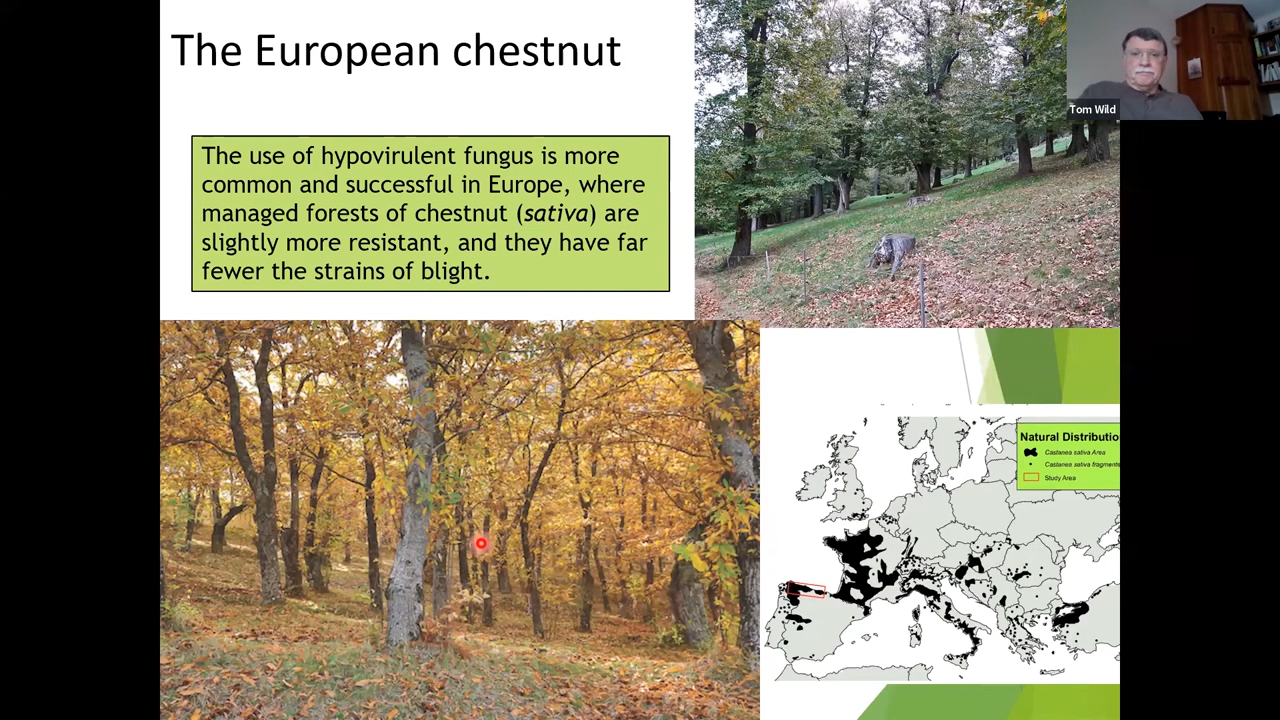 The European chestnut
Tom Wild
The use of hypovirulent fungus is more
common and successful in Europe, where
managed forests of chestnut (sativa) are
slightly more resistant, and they have far
fewer the strains of blight.
Natural Distributio
Castanea sativa Area
Castanea sativa fragments
Study Area